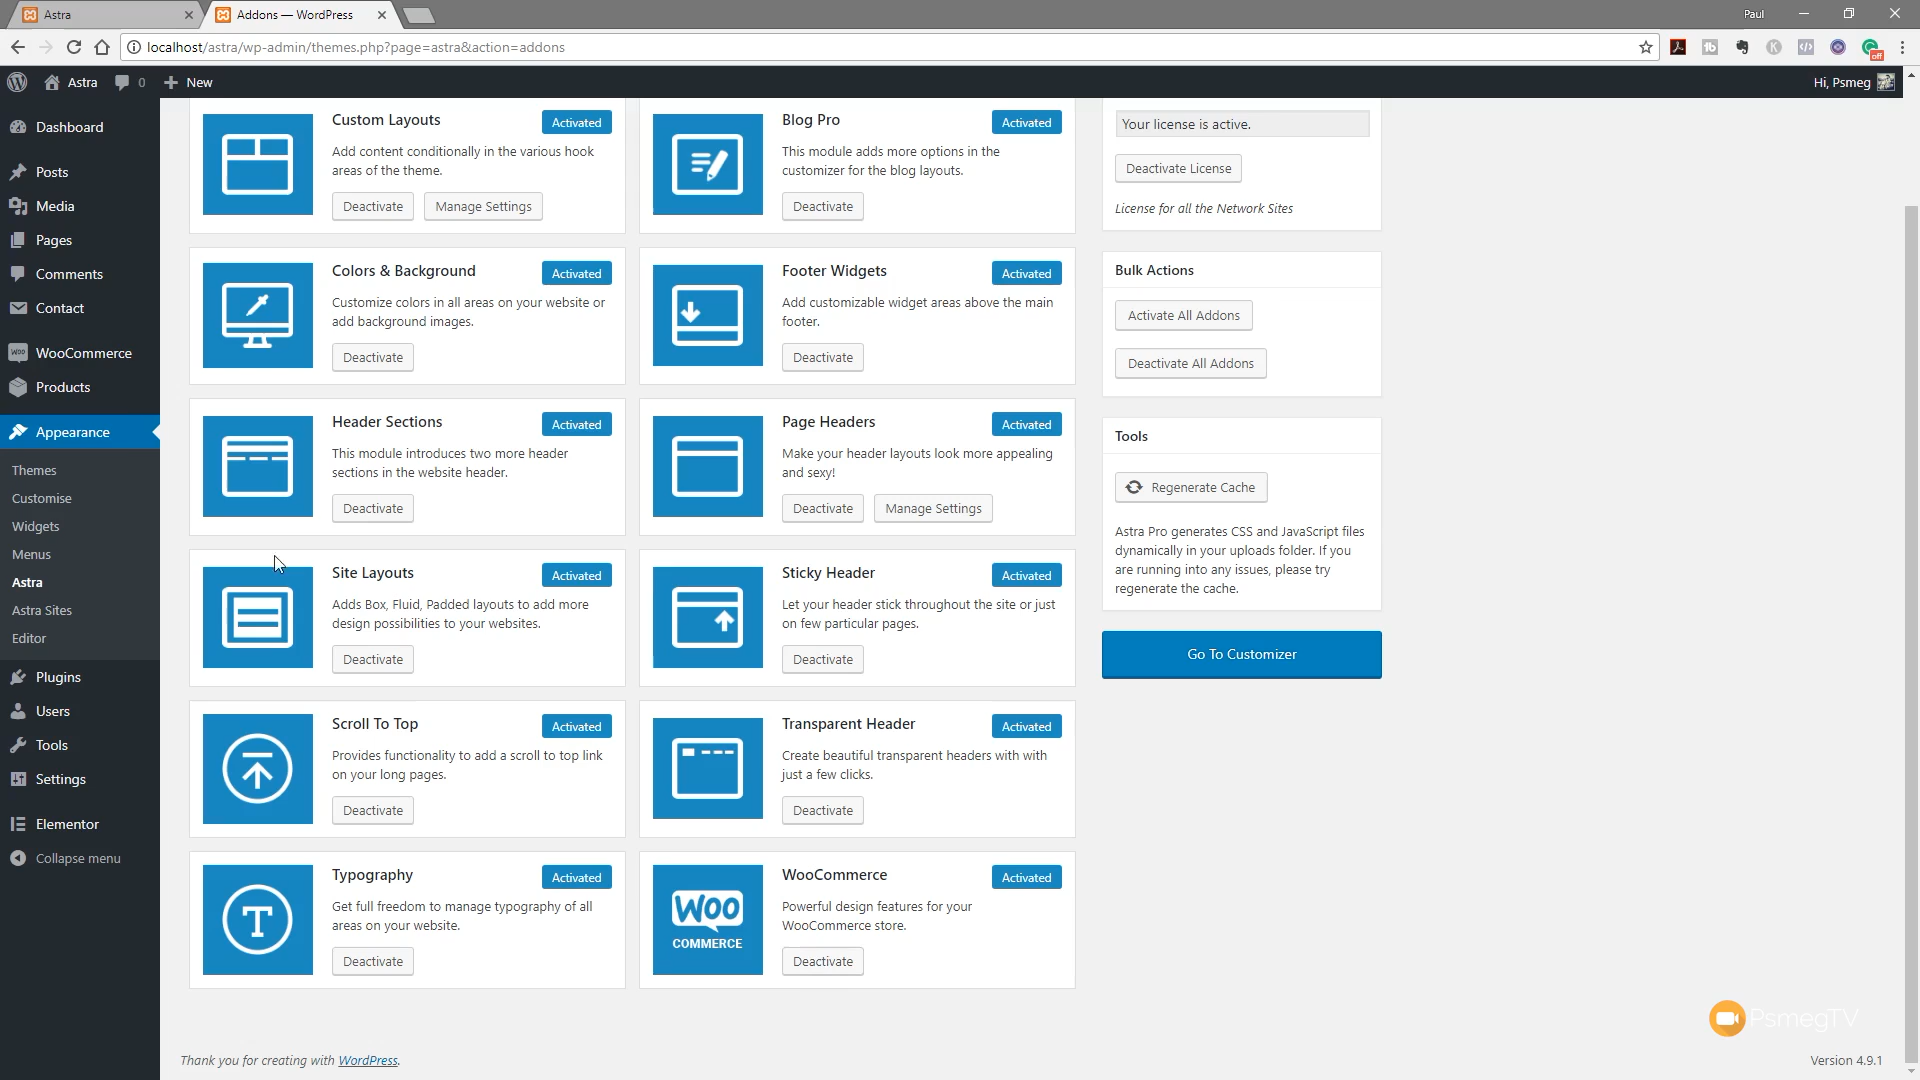 Astra
Addons — WordPress
Paul
localhost/astra/wp-admin/themes.php?page=astra&action=addons
off
Astra
0
New
Hi, Psmeg
Dashboard
Posts
Media
Pages
Comments
Contact
WooCommerce
Products
Appearance
Themes
Customise
Widgets
Menus
Astra
Astra Sites
Editor
Plugins
Users
Tools
Settings
Elementor
Collapse menu
Custom Layouts
Activated
Add content conditionally in the various hook
areas of the theme.
Deactivate
Manage Settings
Blog Pro
Activated
This module adds more options in the
customizer for the blog layouts.
Deactivate
Colors & Background
Activated
Customize colors in all areas on your website or
add background images.
Deactivate
Footer Widgets
Activated
Add customizable widget areas above the main
footer.
Deactivate
Header Sections
Activated
This module introduces two more header
sections in the website header.
Deactivate
Page Headers
Activated
Make your header layouts look more appealing
and sexy!
Deactivate
Manage Settings
Site Layouts
Activated
Adds Box, Fluid, Padded layouts to add more
design possibilities to your websites.
Deactivate
Sticky Header
Activated
Let your header stick throughout the site or just
on few particular pages.
Deactivate
Scroll To Top
Activated
Provides functionality to add a scroll to top link
on your long pages.
Deactivate
Transparent Header
Activated
Create beautiful transparent headers with with
just a few clicks.
Deactivate
T
Typography
Activated
Get full freedom to manage typography of all
areas on your website.
Deactivate
WOO
COMMERCE
WooCommerce
Activated
Powerful design features for your
WooCommerce store.
Deactivate
Your license is active.
Deactivate License
License for all the Network Sites
Bulk Actions
Activate All Addons
Deactivate All Addons
Tools
Regenerate Cache
Astra Pro generates CSS and JavaScript files
dynamically in your uploads folder. If you
are running into any issues, please try
regenerate the cache.
Go To Customizer
PsmegTV
Thank you for creating with WordPress.
Version 4.9.1